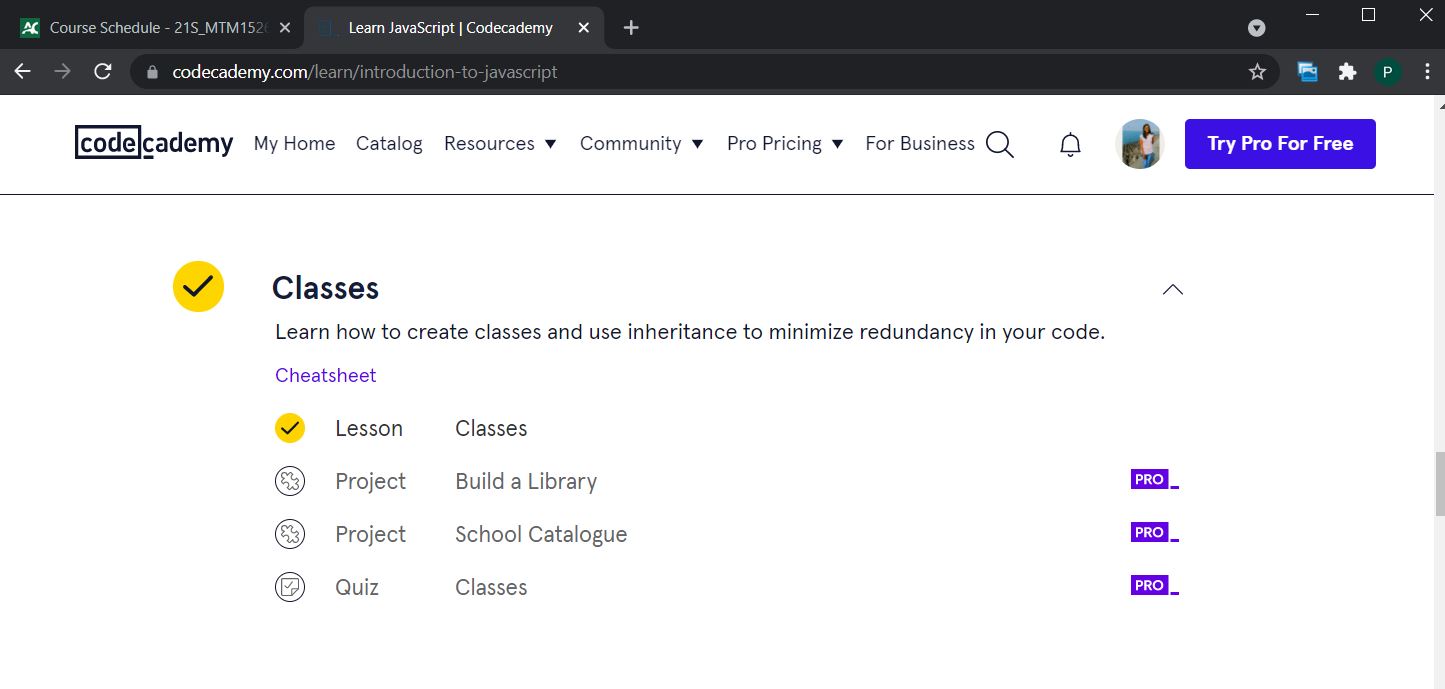 Course Schedule - 21S_MTM1526
Learn JavaScript | Codecademy
codecademy.com/learn/introduction-to-javascript
P
codecademy My Home Catalog Resources Community Pro Pricing For Business Try Pro For Free
Classes
Learn how to create classes and use inheritance to minimize redundancy in your code.
Cheatsheet
Lesson Classes
Project Build a Library PRO
Project School Catalogue PRO
Quiz Classes PRO